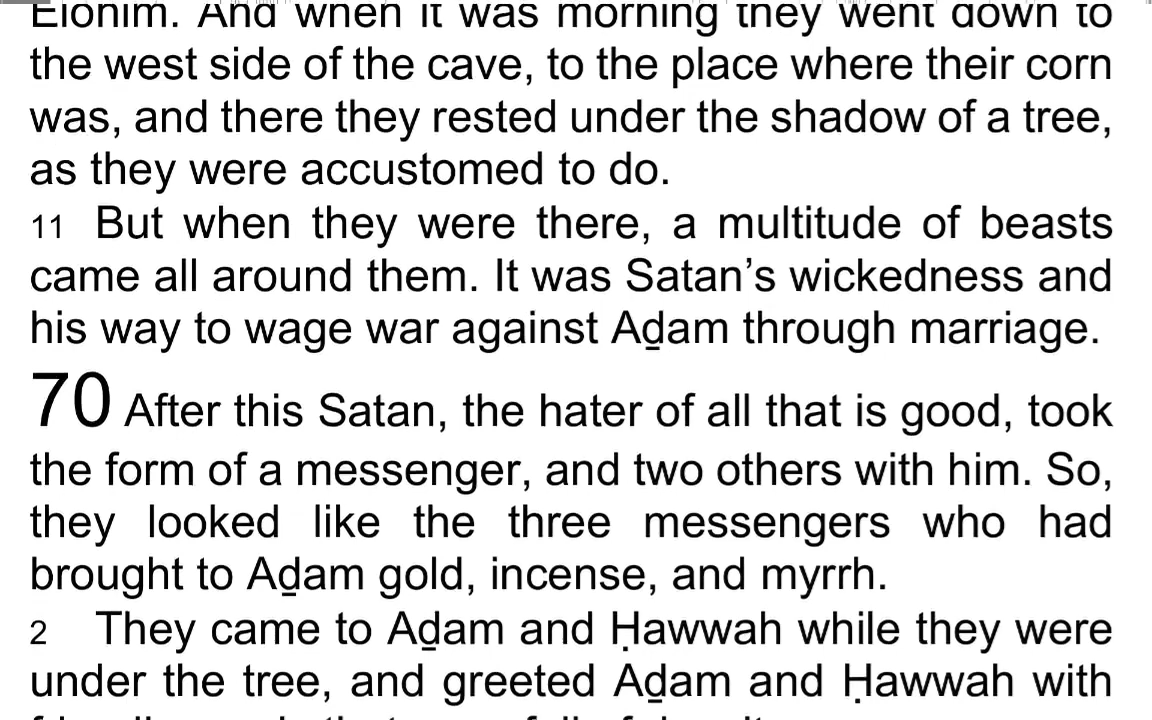 Elohim. And when it was morning they went down to
the west side of the cave, to the place where their corn
was, and there they rested under the shadow of a tree,
as they were accustomed to do.
11 But when they were there, a multitude of beasts
came all around them. It was Satan’s wickedness and
his way to wage war against Aḏam through marriage.
70 After this Satan, the hater of all that is good, took
the form of a messenger, and two others with him. So,
they looked like the three messengers who had
brought to Aḏam gold, incense, and myrrh.
2 They came to Aḏam and Ḥawwah while they were
under the tree, and greeted Aḏam and Ḥawwah with